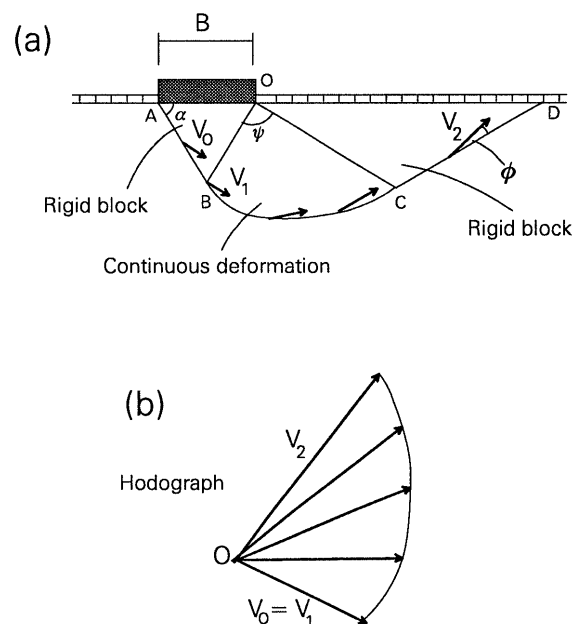 (a)
B
O
A
α
V0
ψ
V2
D
V1
φ
Rigid block
B
C
Rigid block
Continuous deformation
(b)
V2
Hodograph
O
V0 = V1